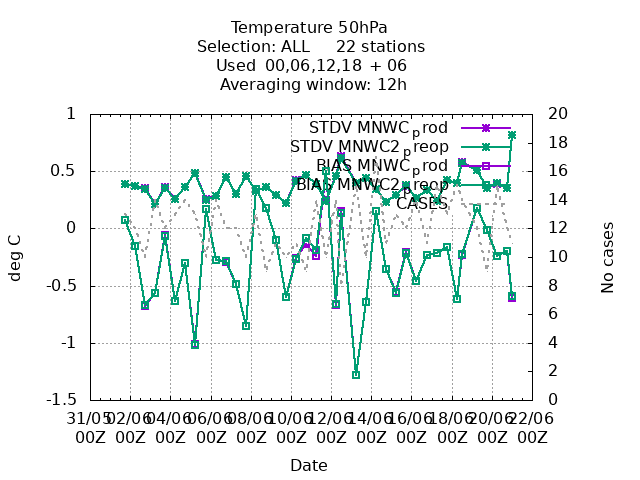 Temperature 50hPa
Selection: ALL 22 stations
Used 00,06,12,18 + 06
Averaging window: 12h
1
0.5
0
-0.5
-1
-1.5
deg C
20
18
16
14
12
10
8
6
4
2
0
No cases
STDV MNWCprod
STDV MNWC2preop
BIAS MNWCprod
BIAS MNWC2preop
CASES
31/05 02/06 04/06 06/06 08/06 10/06 12/06 14/06 16/06 18/06 20/06 22/06
00Z 00Z 00Z 00Z 00Z 00Z 00Z 00Z 00Z 00Z 00Z 00Z
Date